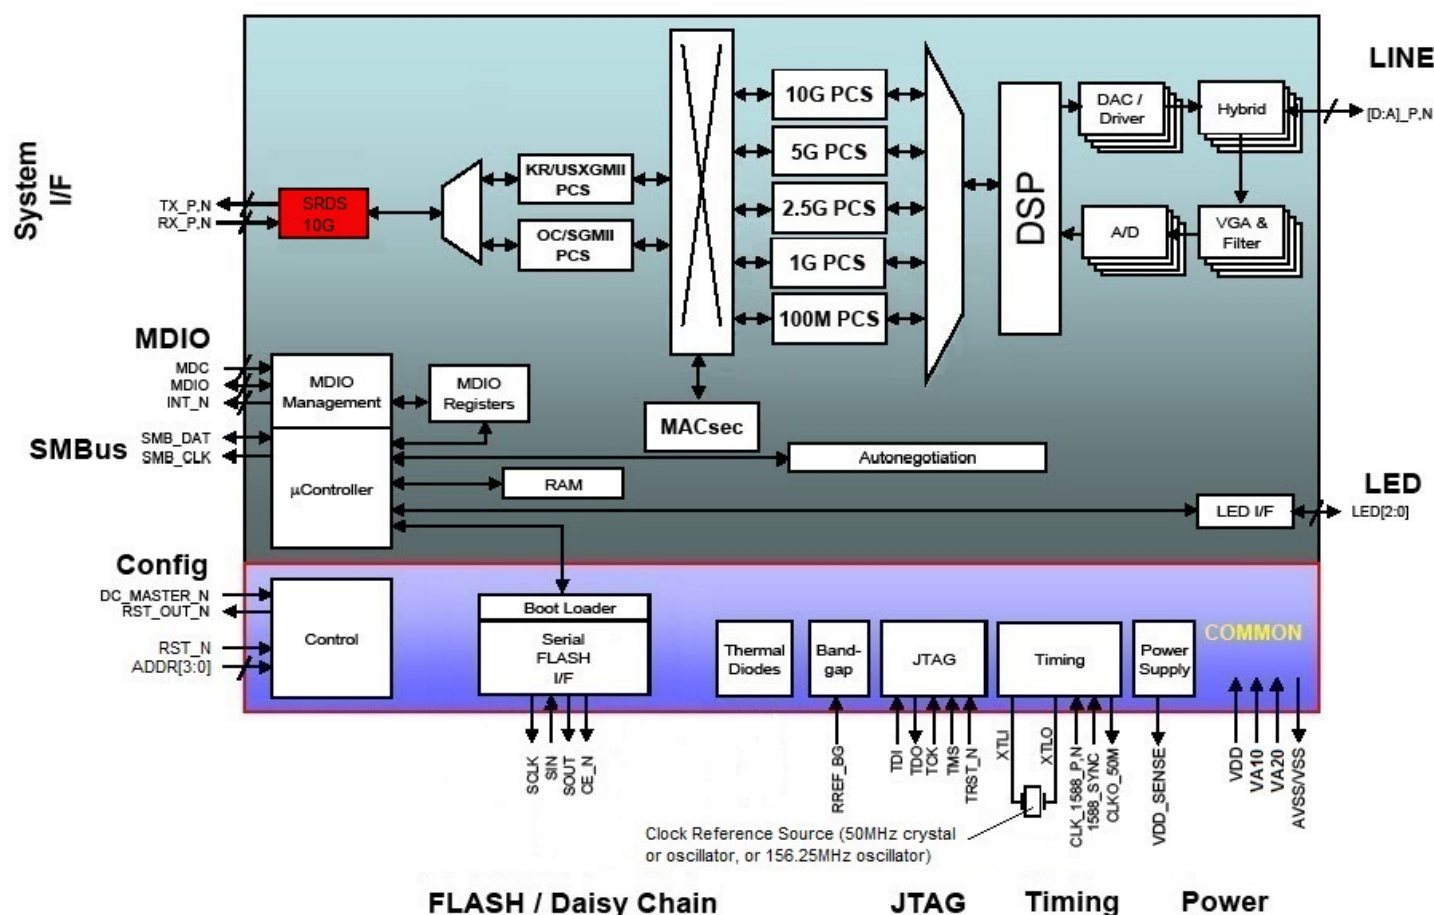 LINE
[D:A]_P,N
10G PCS
5G PCS
2.5G PCS
1G PCS
100M PCS
DSP
DAC /
Driver
Hybrid
A/D
VGA &
Filter
System
I/F
TX_P,N
RX_P,N
SRDS
10G
KR/USXGMII
PCS
OC/SGMII
PCS
MACsec
MDIO
MDC
MDIO
INT_N
MDIO
Management
MDIO
Registers
SMBus
SMB_DAT
SMB_CLK
µController
Autonegotiation
RAM
LED I/F
LED
LED[2:0]
Config
DC_MASTER_N
RST_OUT_N
RST_N
ADDR[3:0]
Control
Boot Loader
Serial
FLASH
I/F
Thermal
Diodes
Band-
gap
JTAG
Timing
Power
Supply
COMMON
SCLK
SIN
SOUT
CE_N
RREF_BG
TDI
TDO
TCK
TMS
TRST_N
XTLI
XTLO
CLK_1588_P,N
1588_SYNC
CLKO_50M
VDD_SENSE
VDD
VA10
VA20
AVSS/VSS
Clock Reference Source (50MHz crystal
or oscillator, or 156.25MHz oscillator)
FLASH / Daisy Chain
JTAG
Timing
Power